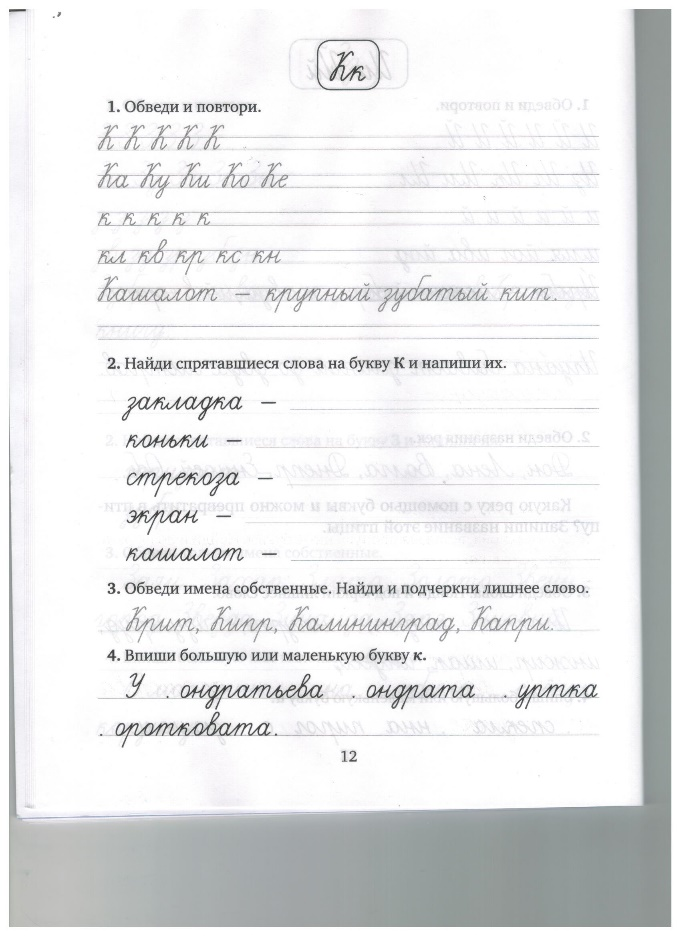 Кк
1. Обведи и повтори.
К К К К К
Ка Ку Ки Ко Ке
к к к к к
кл кв кр кс кн
Кашалот — крупный зубатый кит.
2. Найди спрятавшиеся слова на букву К и напиши их.
закладка —
коньки —
стрекоза —
экран —
кашалот —
3. Обведи имена собственные. Найди и подчеркни лишнее слово.
Крит, Кипр, Калининград, Капри.
4. Впиши большую или маленькую букву к.
У . ондратьева . ондрата . уртка
. оротковата.
12